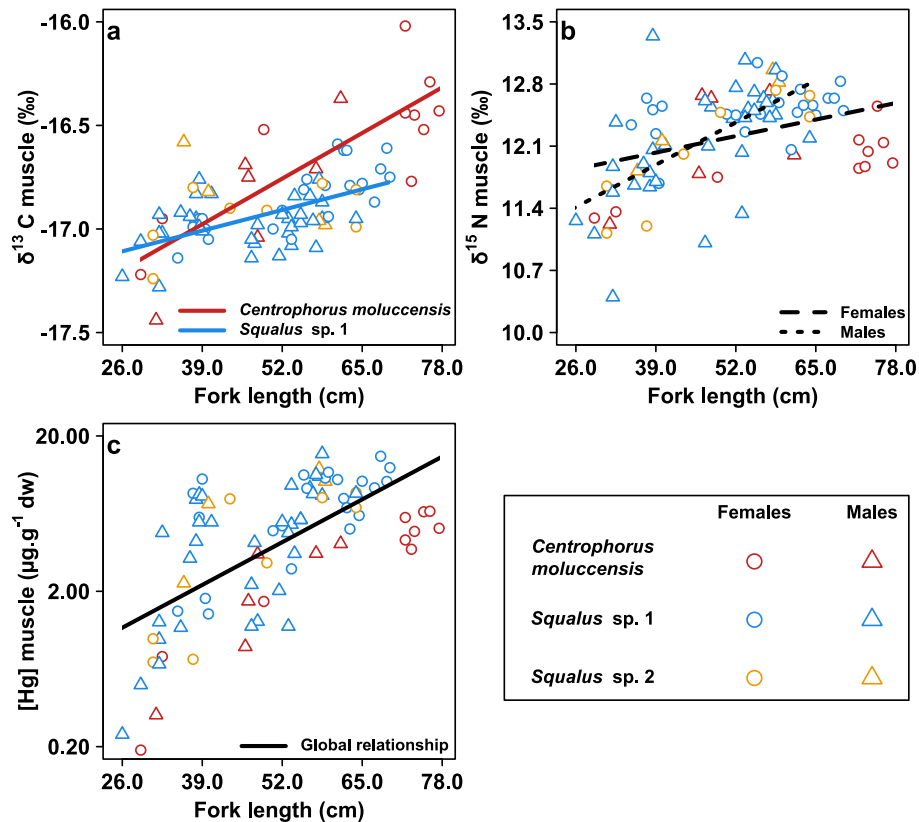 a
δ13 C muscle (‰)
-16.0
-16.5
-17.0
-17.5
Centrophorus moluccensis
Squalus sp. 1
26.0 39.0 52.0 65.0 78.0
Fork length (cm)
b
δ15 N muscle (‰)
13.5
12.8
12.1
11.4
10.7
10.0
Females
Males
26.0 39.0 52.0 65.0 78.0
Fork length (cm)
c
[Hg] muscle (µg.g-1 dw)
20.00
2.00
0.20
Global relationship
26.0 39.0 52.0 65.0 78.0
Fork length (cm)
Females Males
Centrophorus
moluccensis
Squalus sp. 1
Squalus sp. 2